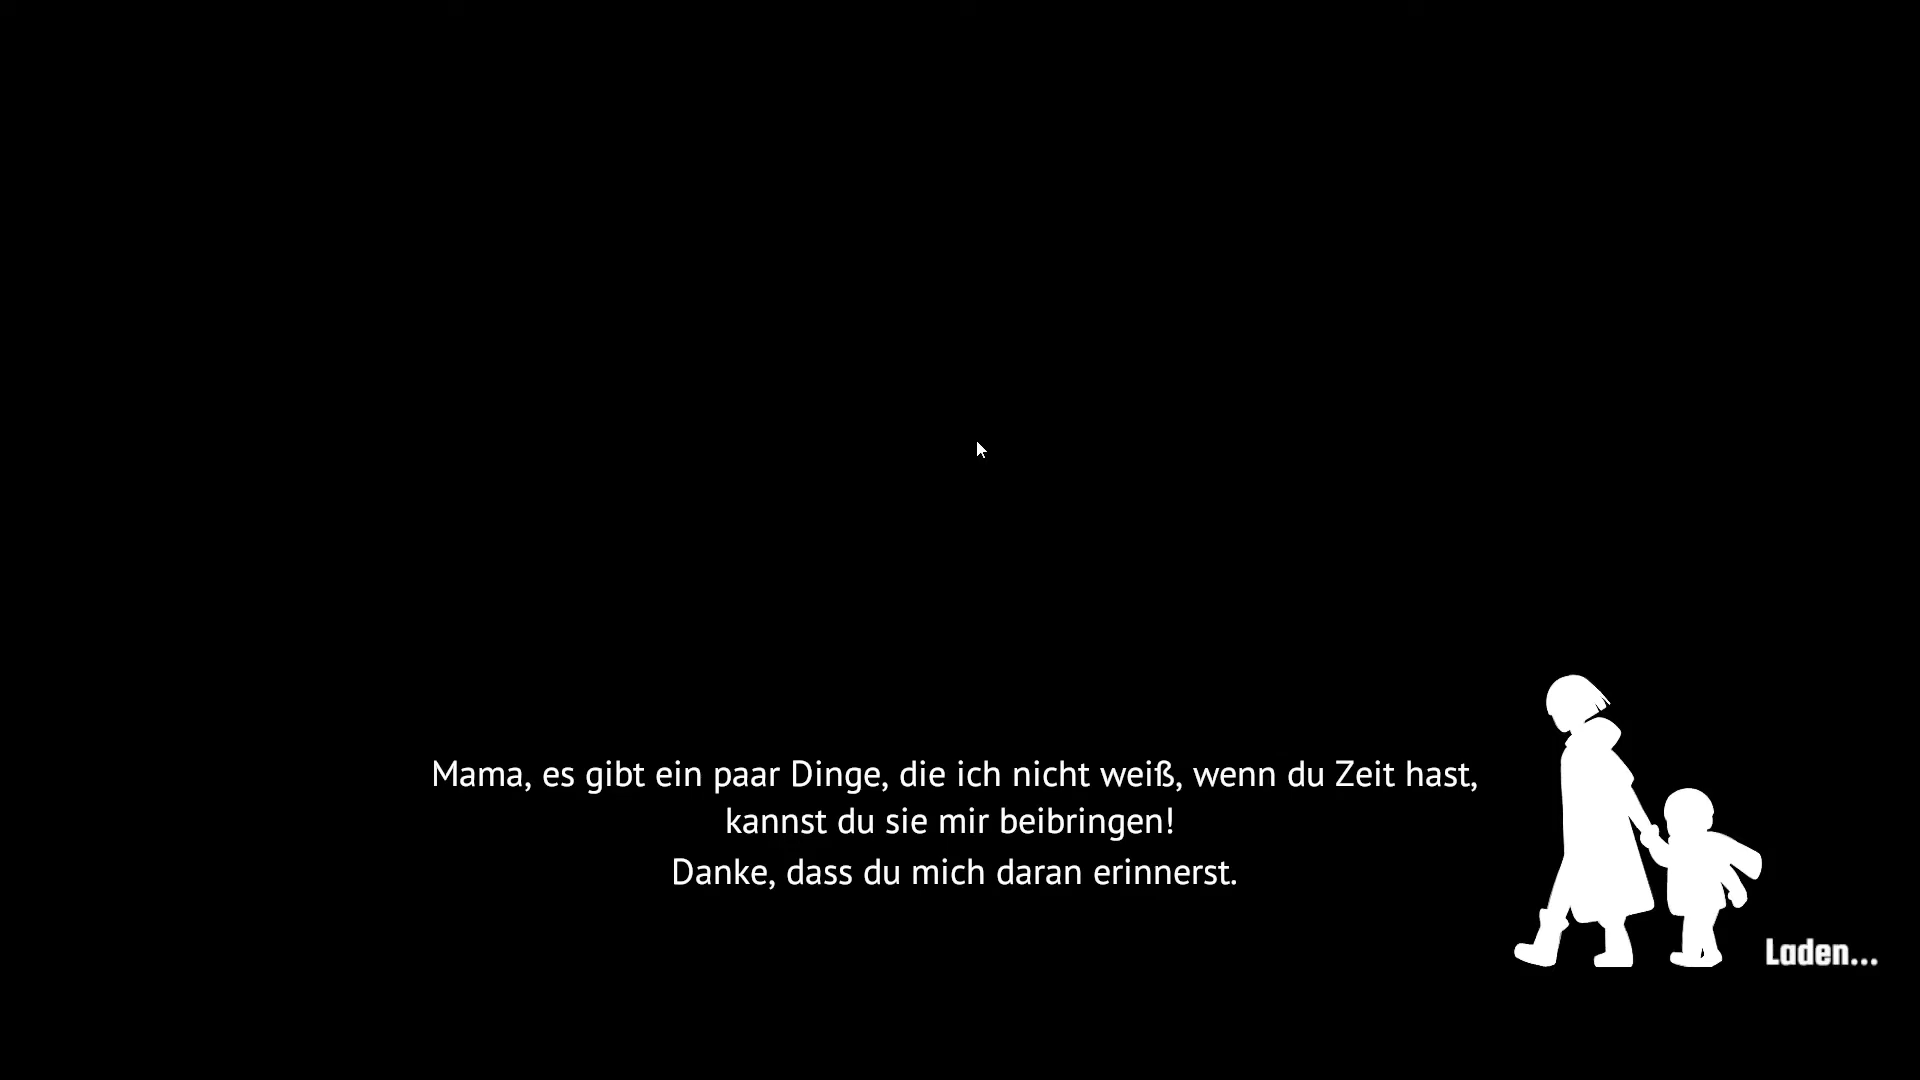 Mama, es gibt ein paar Dinge, die ich nicht weiß, wenn du Zeit hast,
kannst du sie mir beibringen!
Danke, dass du mich daran erinnerst.
Laden...